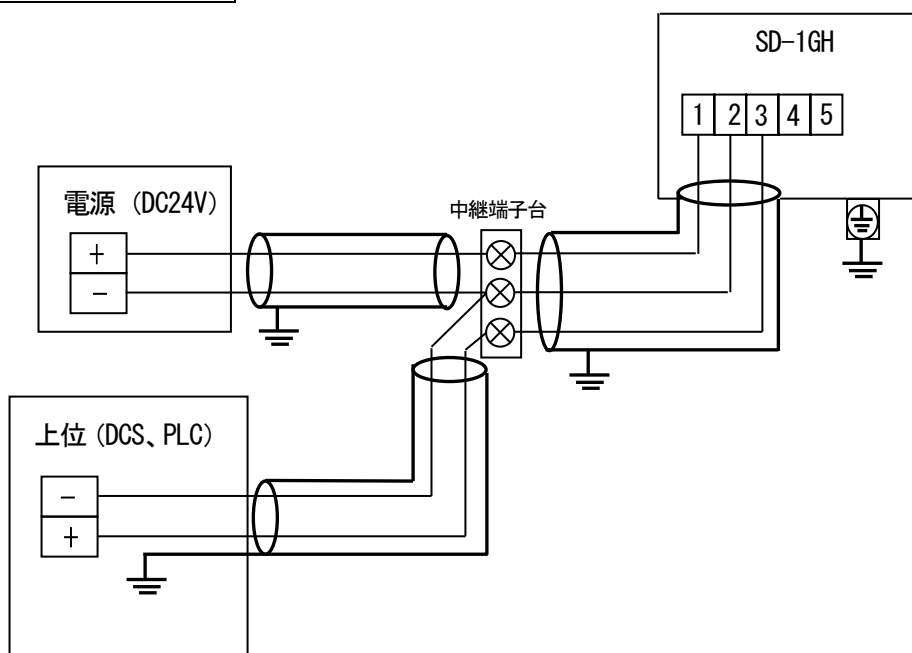 SD-1GH
1 2 3 4 5
電源 (DC24V)
+
-
中継端子台
上位 (DCS、PLC)
-
+